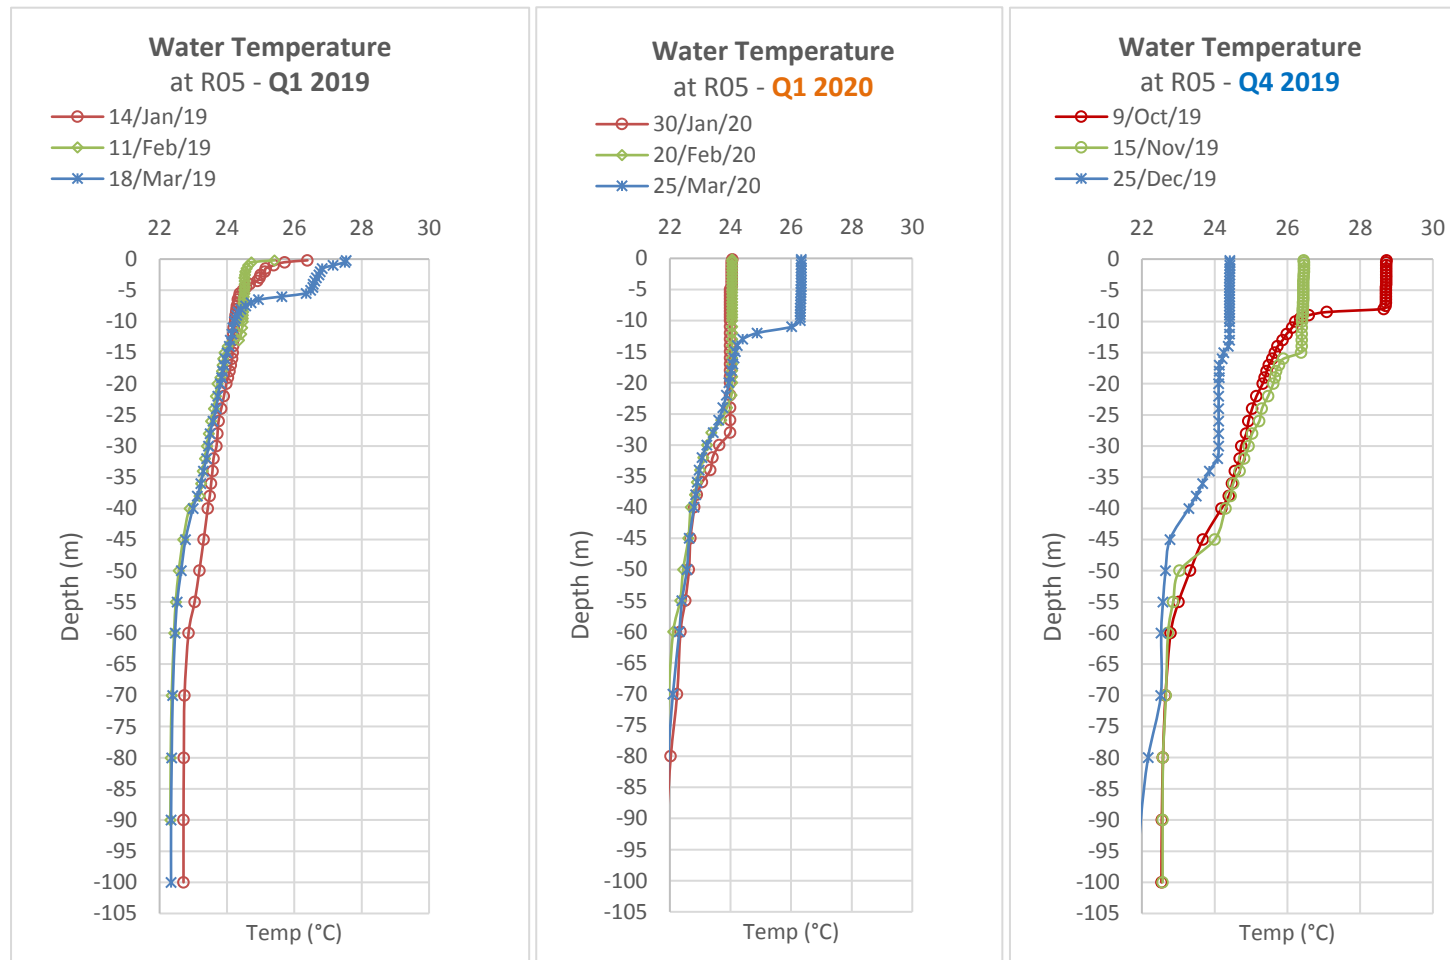 Water Temperature
at R05 - Q1 2019
14/Jan/19
11/Feb/19
18/Mar/19
22 24 26 28 30
0
-5
-10
-15
-20
-25
-30
-35
-40
-45
-50
-55
-60
-65
-70
-75
-80
-85
-90
-95
-100
-105
Depth (m)
Temp (°C)
Water Temperature
at R05 - Q1 2020
30/Jan/20
20/Feb/20
25/Mar/20
22 24 26 28 30
0
-5
-10
-15
-20
-25
-30
-35
-40
-45
-50
-55
-60
-65
-70
-75
-80
-85
-90
-95
-100
-105
Depth (m)
Temp (°C)
Water Temperature
at R05 - Q4 2019
9/Oct/19
15/Nov/19
25/Dec/19
22 24 26 28 30
0
-5
-10
-15
-20
-25
-30
-35
-40
-45
-50
-55
-60
-65
-70
-75
-80
-85
-90
-95
-100
-105
Depth (m)
Temp (°C)